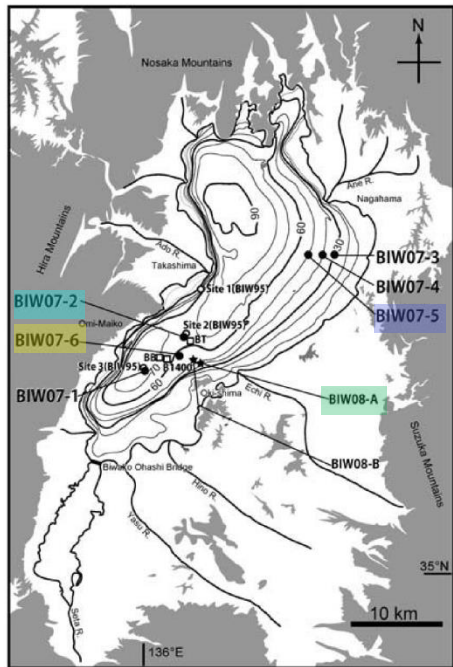 N
Nosaka Mountains
Ane R.
Nagahama
90
60
30
Hira Mountains
Ado R.
Takashima
BIW07-3
BIW07-4
BIW07-5
Site 1(BIW95)
BIW07-2
Omi-Maiko
Site 2(BIW95)
BT
BIW07-6
BB
B1400
Site 3(BIW95)
70
60
BIW07-1
Oki-shima
Echi R.
BIW08-A
BIW08-B
Suzuka Mountains
Biwako Ohashi Bridge
Hino R.
Yasu R.
Seta R.
35°N
10 km
136°E